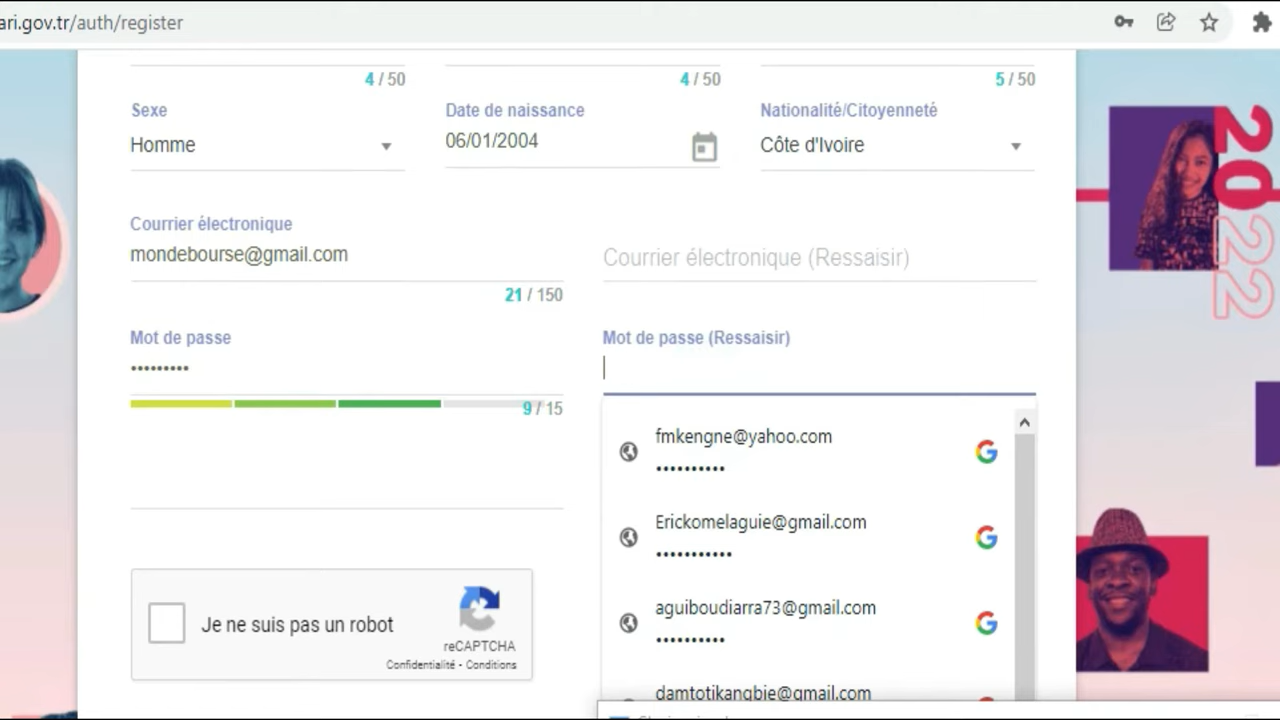 ari.gov.tr/auth/register
4 / 50
4 / 50
5 / 50
Sexe
Date de naissance
Nationalité/Citoyenneté
Homme
06/01/2004
Côte d'Ivoire
2022
Courrier électronique
mondebourse@gmail.com
Courrier électronique (Ressaisir)
21 / 150
Mot de passe
Mot de passe (Ressaisir)
•••••••••
9 / 15
fmkengne@yahoo.com
••••••••••
Erickomelaguie@gmail.com
•••••••••••
aguiboudiarra73@gmail.com
••••••••••
damtotikangbie@gmail.com
Je ne suis pas un robot
reCAPTCHA
Confidentialité - Conditions